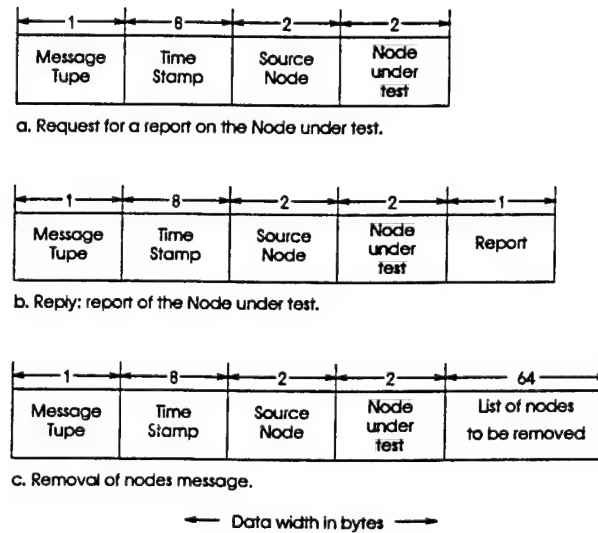 1 8 2 2
Message Tupe Time Stamp Source Node Node under test
a. Request for a report on the Node under test.
1 8 2 2 1
Message Tupe Time Stamp Source Node Node under test Report
b. Reply: report of the Node under test.
1 8 2 2 64
Message Tupe Time Stamp Source Node Node under test List of nodes to be removed
c. Removal of nodes message.
Data width in bytes